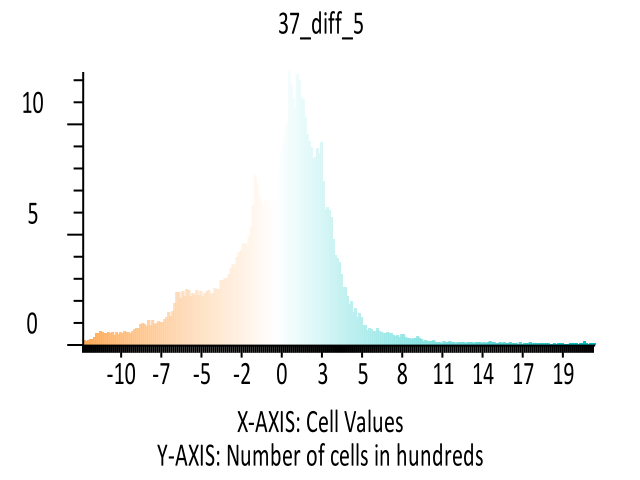 37_diff_5
10
5
0
-10 -7 -5 -2 0 3 5 8 11 14 17 19
X-AXIS: Cell Values
Y-AXIS: Number of cells in hundreds